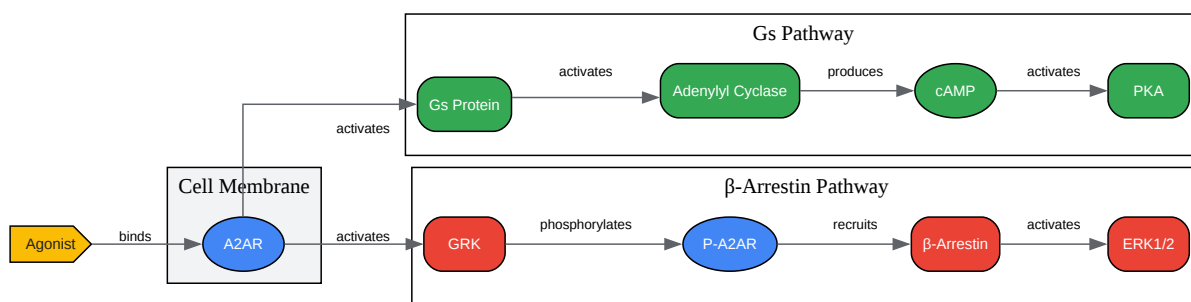 Gs Pathway
activates
produces
activates
Gs Protein
Adenylyl Cyclase
cAMP
PKA
activates
Cell Membrane
β-Arrestin Pathway
Agonist
binds
A2AR
activates
GRK
phosphorylates
P-A2AR
recruits
β-Arrestin
activates
ERK1/2